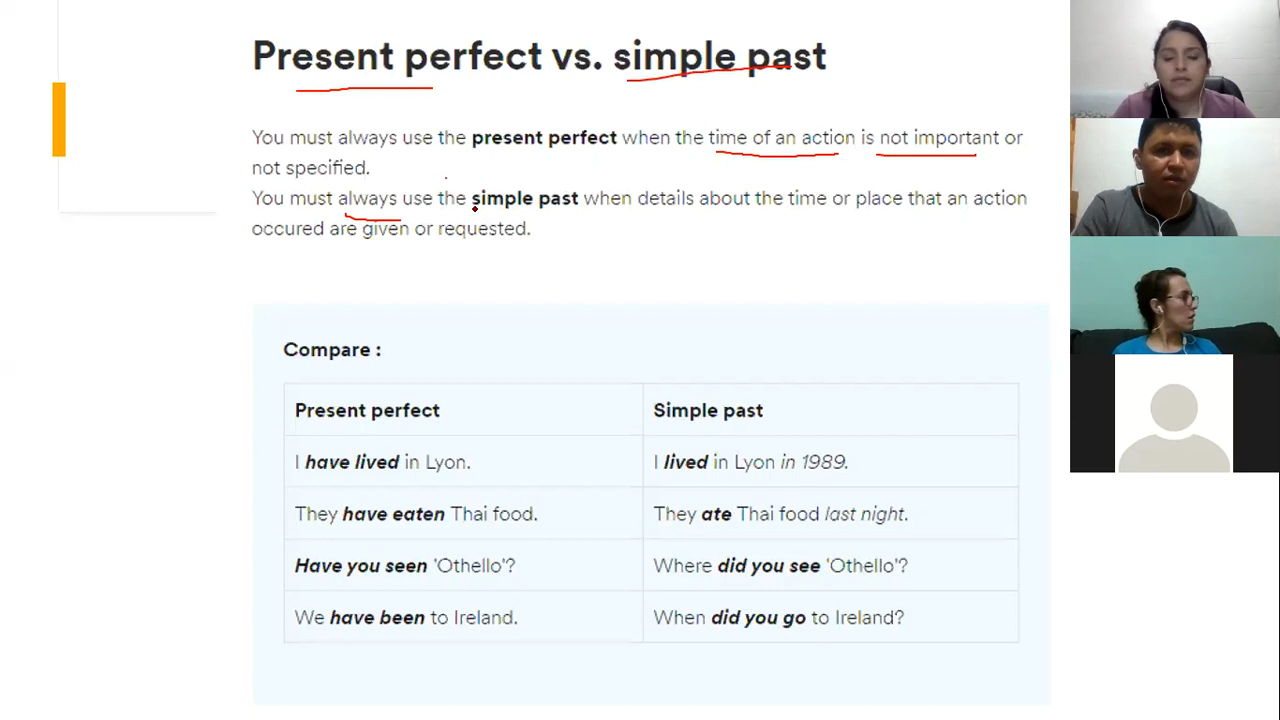 Present perfect vs. simple past
You must always use the present perfect when the time of an action is not important or
not specified.
You must always use the simple past when details about the time or place that an action
occured are given or requested.
Compare :
Present perfect Simple past
I have lived in Lyon. I lived in Lyon in 1989.
They have eaten Thai food. They ate Thai food last night.
Have you seen 'Othello'? Where did you see 'Othello'?
We have been to Ireland. When did you go to Ireland?